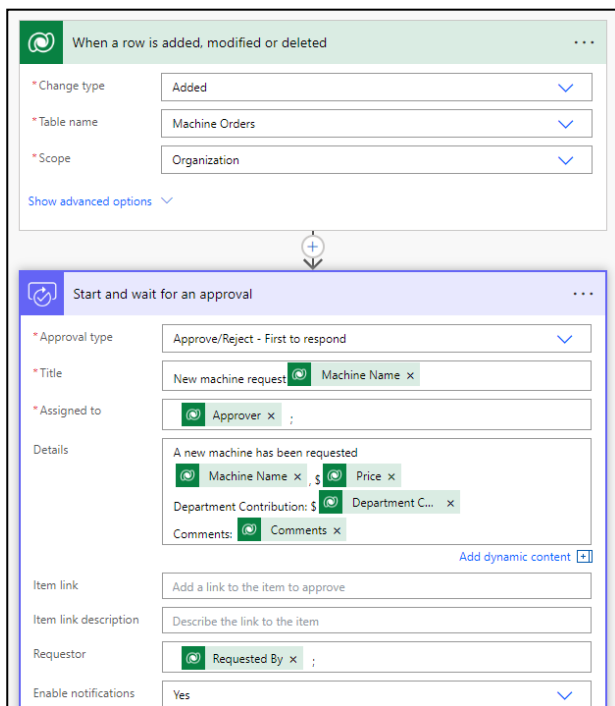 When a row is added, modified or deleted ...
*Change type Added
*Table name Machine Orders
*Scope Organization
Show advanced options
+
Start and wait for an approval ...
*Approval type Approve/Reject - First to respond
*Title New machine request Machine Name ×
*Assigned to Approver × ;
Details A new machine has been requested
Machine Name × , $ Price ×
Department Contribution: $ Department C... ×
Comments: Comments ×
Add dynamic content +
Item link Add a link to the item to approve
Item link description Describe the link to the item
Requestor Requested By × ;
Enable notifications Yes